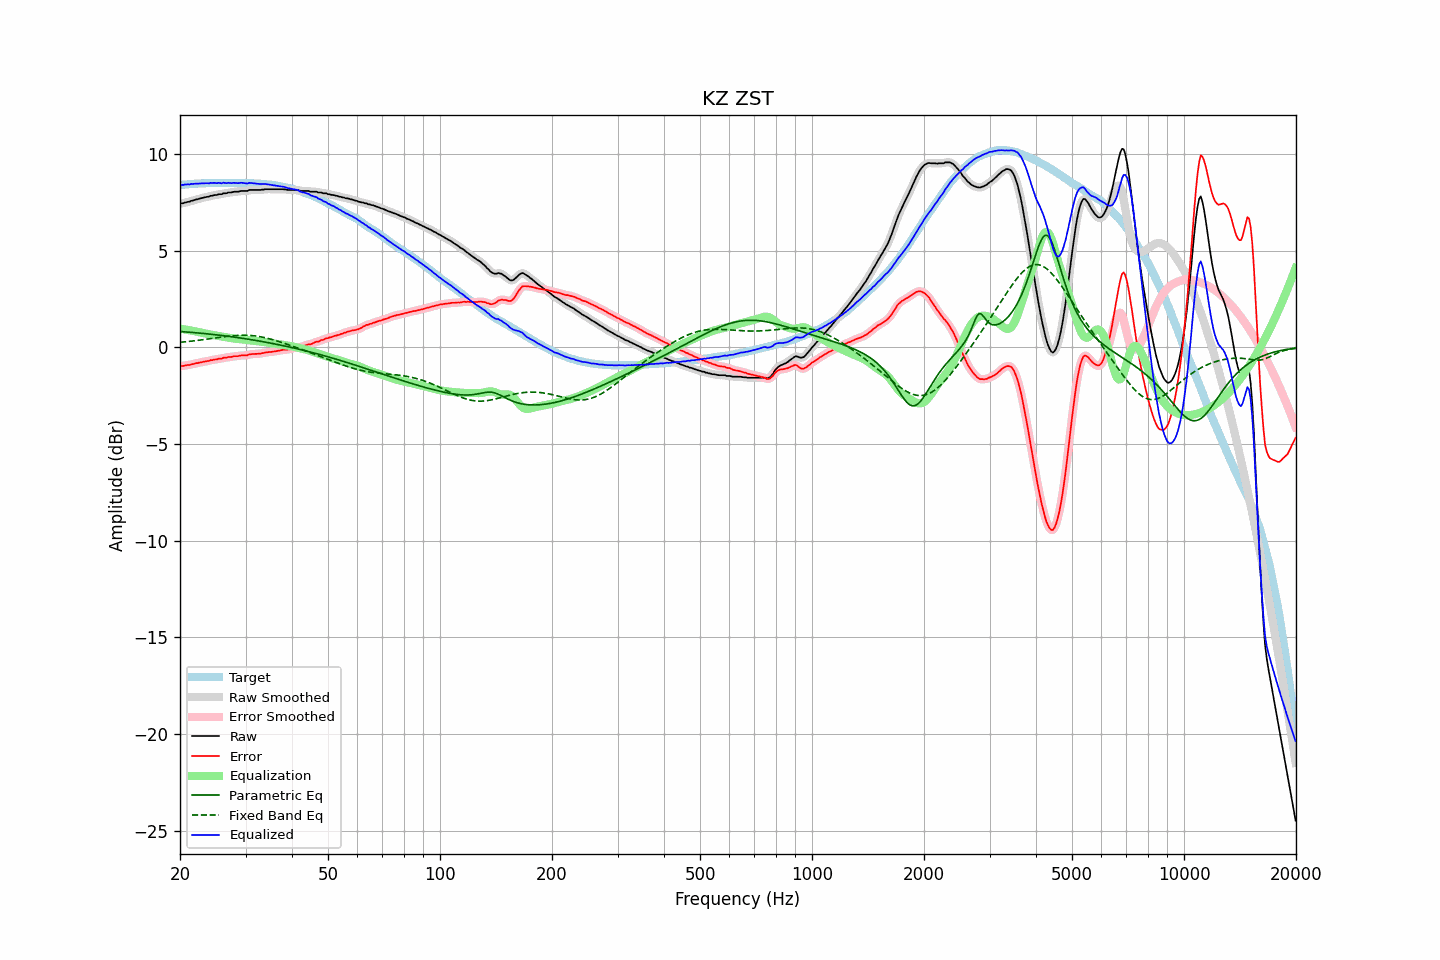 KZ ZST
10
5
0
−5
−10
−15
−20
−25
Amplitude (dBr)
Target
Raw Smoothed
Error Smoothed
Raw
Error
Equalization
Parametric Eq
Fixed Band Eq
Equalized
20 50 100 200 500 1000 2000 5000 10000 20000
Frequency (Hz)